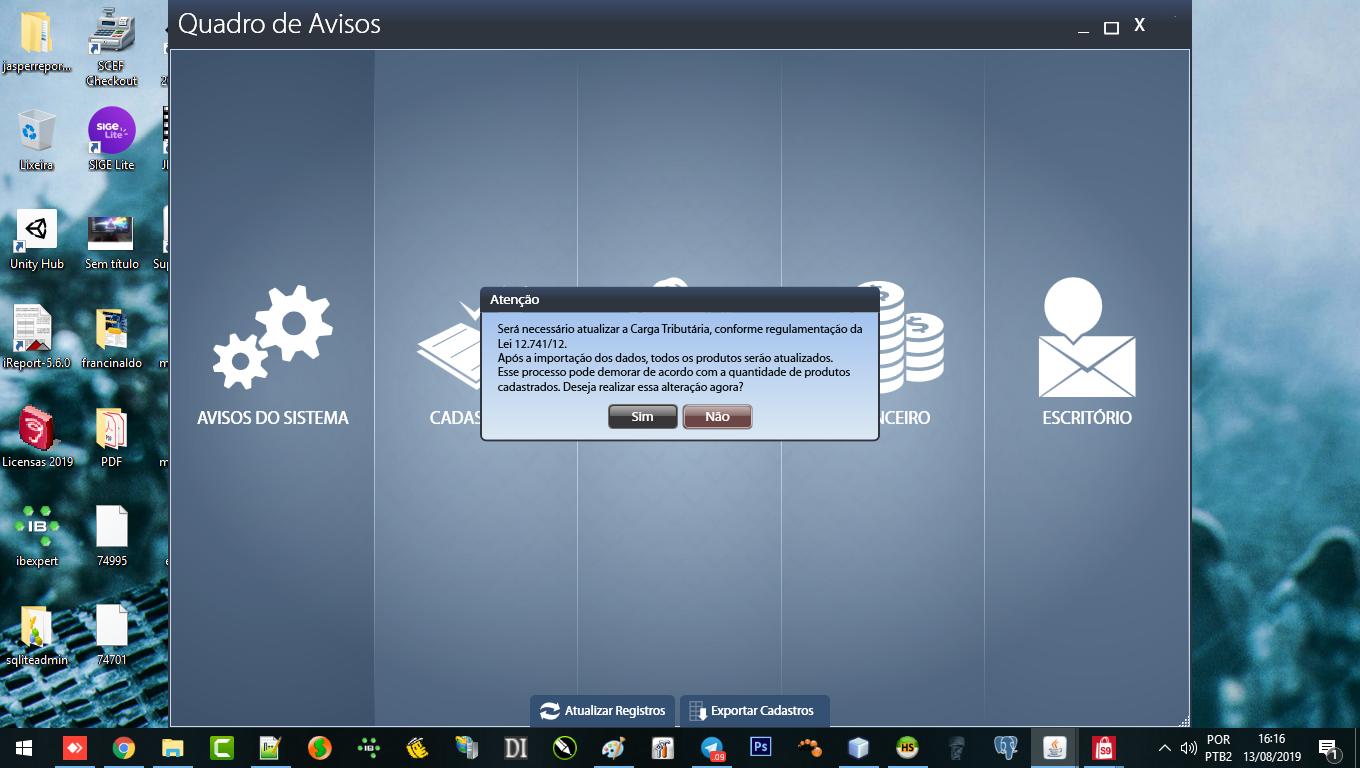 Quadro de Avisos
X
jasperrepor...
SCEF
Checkout
Lixeira
SIGE
Lite
SIGE Lite
Unity Hub
Sem título
iReport-5.6.0
francinaldo
Licensas 2019
PDF
IB
ibexpert
74995
sqliteadmin
74701
AVISOS DO SISTEMA
ESCRITÓRIO
Atenção
Será necessário atualizar a Carga Tributária, conforme regulamentação da
Lei 12.741/12.
Após a importação dos dados, todos os produtos serão atualizados.
Esse processo pode demorar de acordo com a quantidade de produtos
cadastrados. Deseja realizar essa alteração agora?
Sim
Não
Atualizar Registros
Exportar Cadastros
IB
DI
.09
Ps
HS
S9
POR
PTB2
16:16
13/08/2019
1